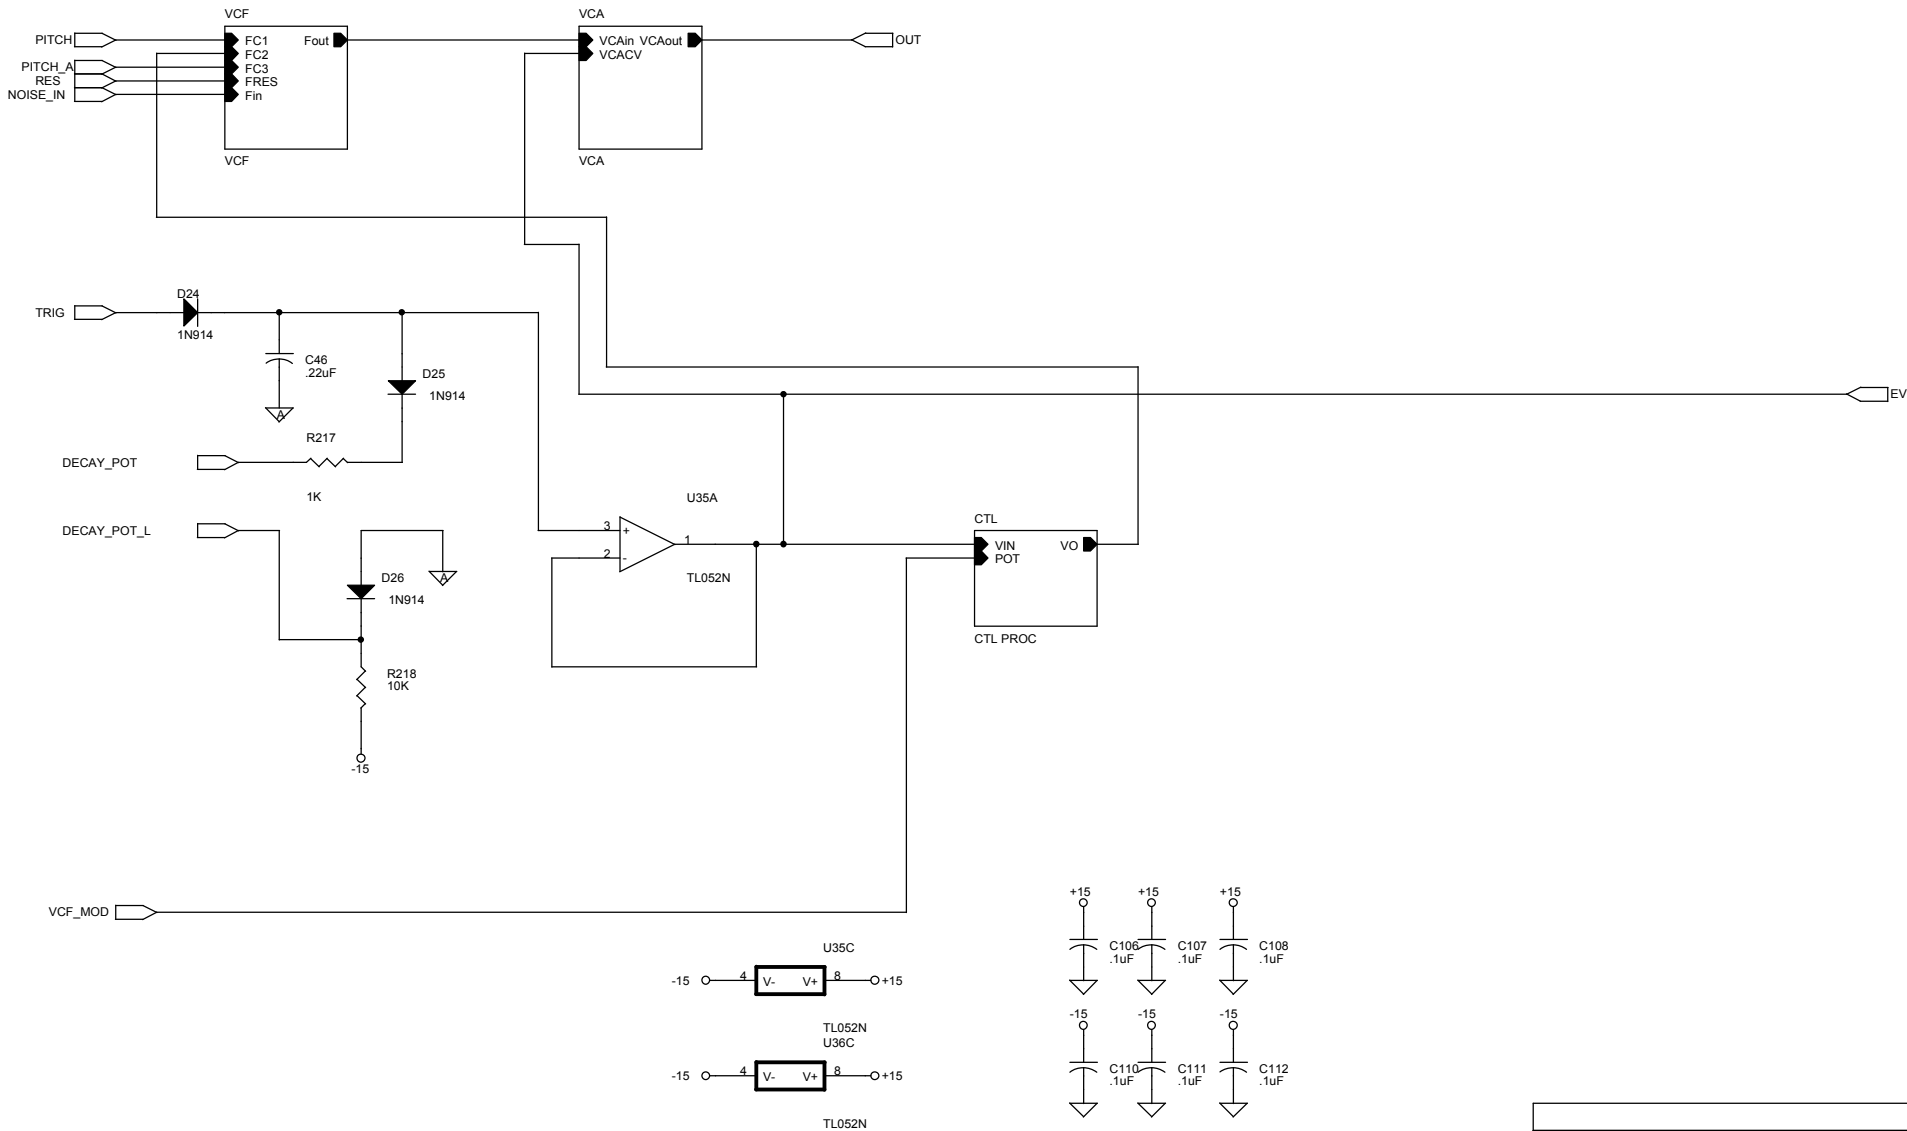 VCF
VCA
PITCH
FC1
Fout
VCAin VCAout
OUT
FC2
VCACV
PITCH_A
FC3
RES
FRES
NOISE_IN
Fin
VCF
VCA
D24
TRIG
1N914
C46
.22uF
D25
1N914
A
EV
R217
DECAY_POT
1K
U35A
DECAY_POT_L
3
+
1
2
-
TL052N
CTL
VIN
VO
POT
CTL PROC
A
D26
1N914
R218
10K
-15
VCF_MOD
+15
+15
+15
C106
.1uF
C107
.1uF
C108
.1uF
U35C
-15
4
V-
V+
8
+15
TL052N
-15
-15
-15
C110
.1uF
C111
.1uF
C112
.1uF
U36C
-15
4
V-
V+
8
+15
TL052N